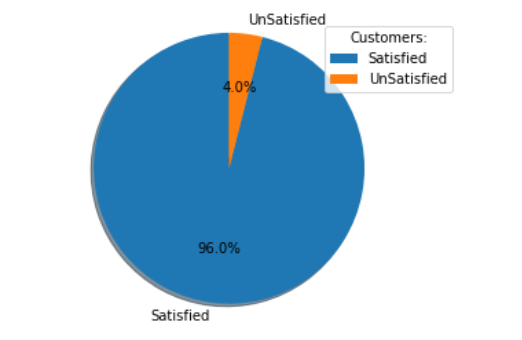 UnSatisfied
Customers:
Satisfied
UnSatisfied
4.0%
96.0%
Satisfied